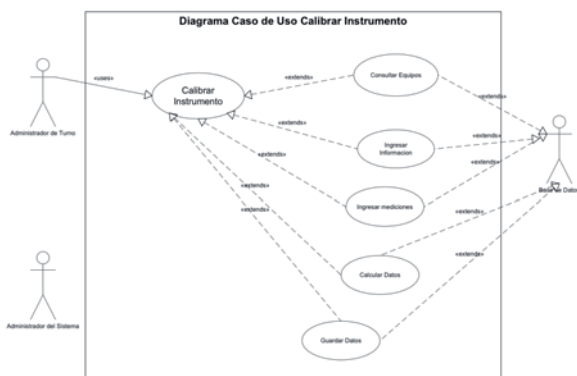 Diagrama Caso de Uso Calibrar Instrumento
«uses»
Calibrar
Instrumento
«extends»
Consultar Equipos
«extends»
Administrador de Turno
«extends»
Ingresar
Informacion
«extends»
«extends»
Ingresar mediciones
«extends»
«extends»
«extends»
«extends»
Calcular Datos
«extends»
Administrador del Sistema
Guardar Datos